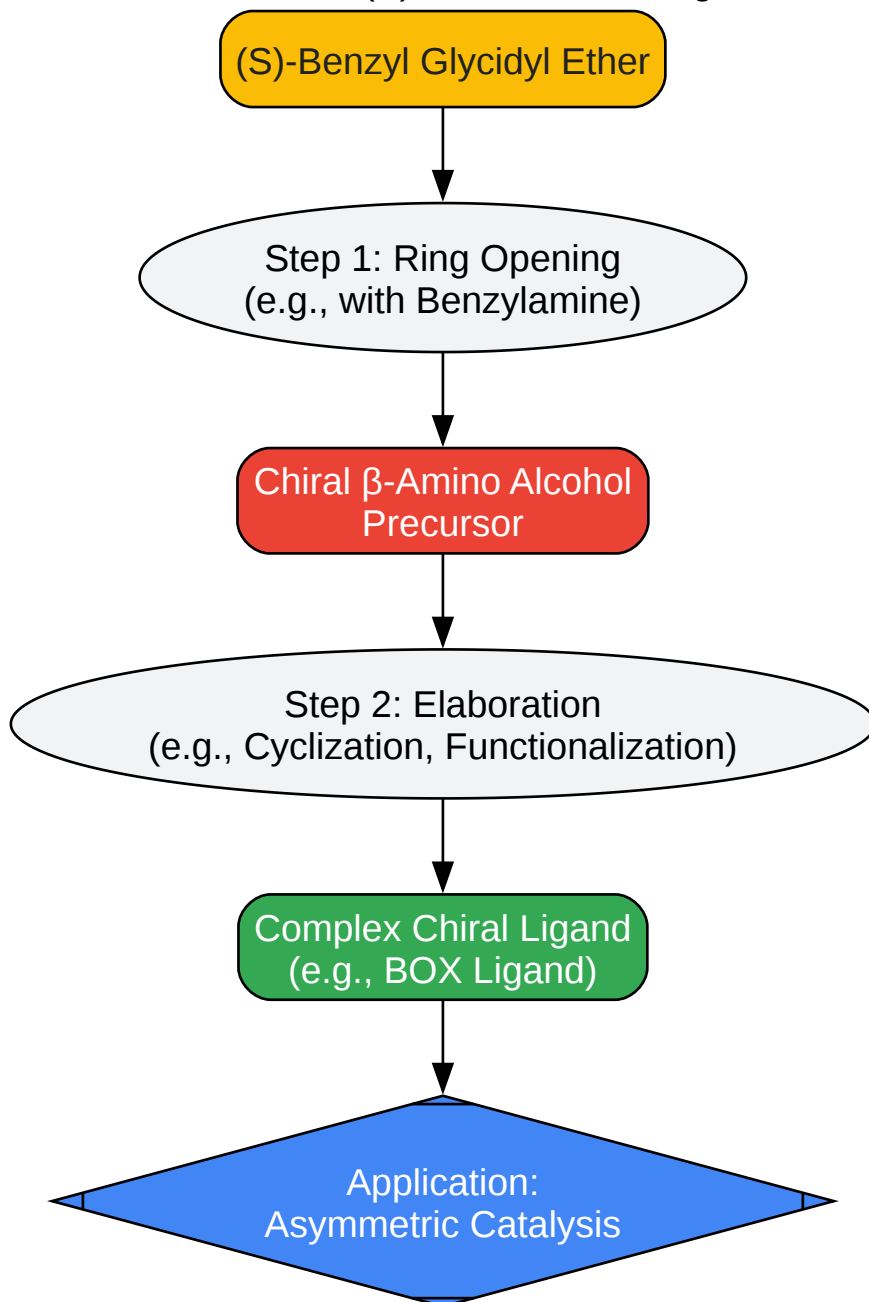 (S)-Benzyl Glycidyl Ether
Step 1: Ring Opening
(e.g., with Benzylamine)
Chiral β-Amino Alcohol
Precursor
Step 2: Elaboration
(e.g., Cyclization, Functionalization)
Complex Chiral Ligand
(e.g., BOX Ligand)
Application:
Asymmetric Catalysis